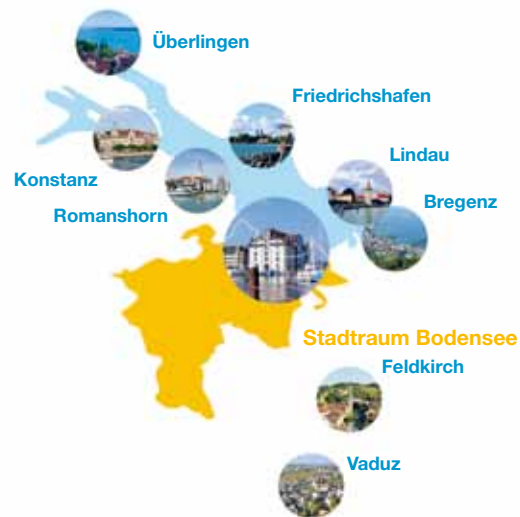 Überlingen
Friedrichshafen
Lindau
Konstanz
Romanshorn
Bregenz
Stadtraum Bodensee
Feldkirch
Vaduz